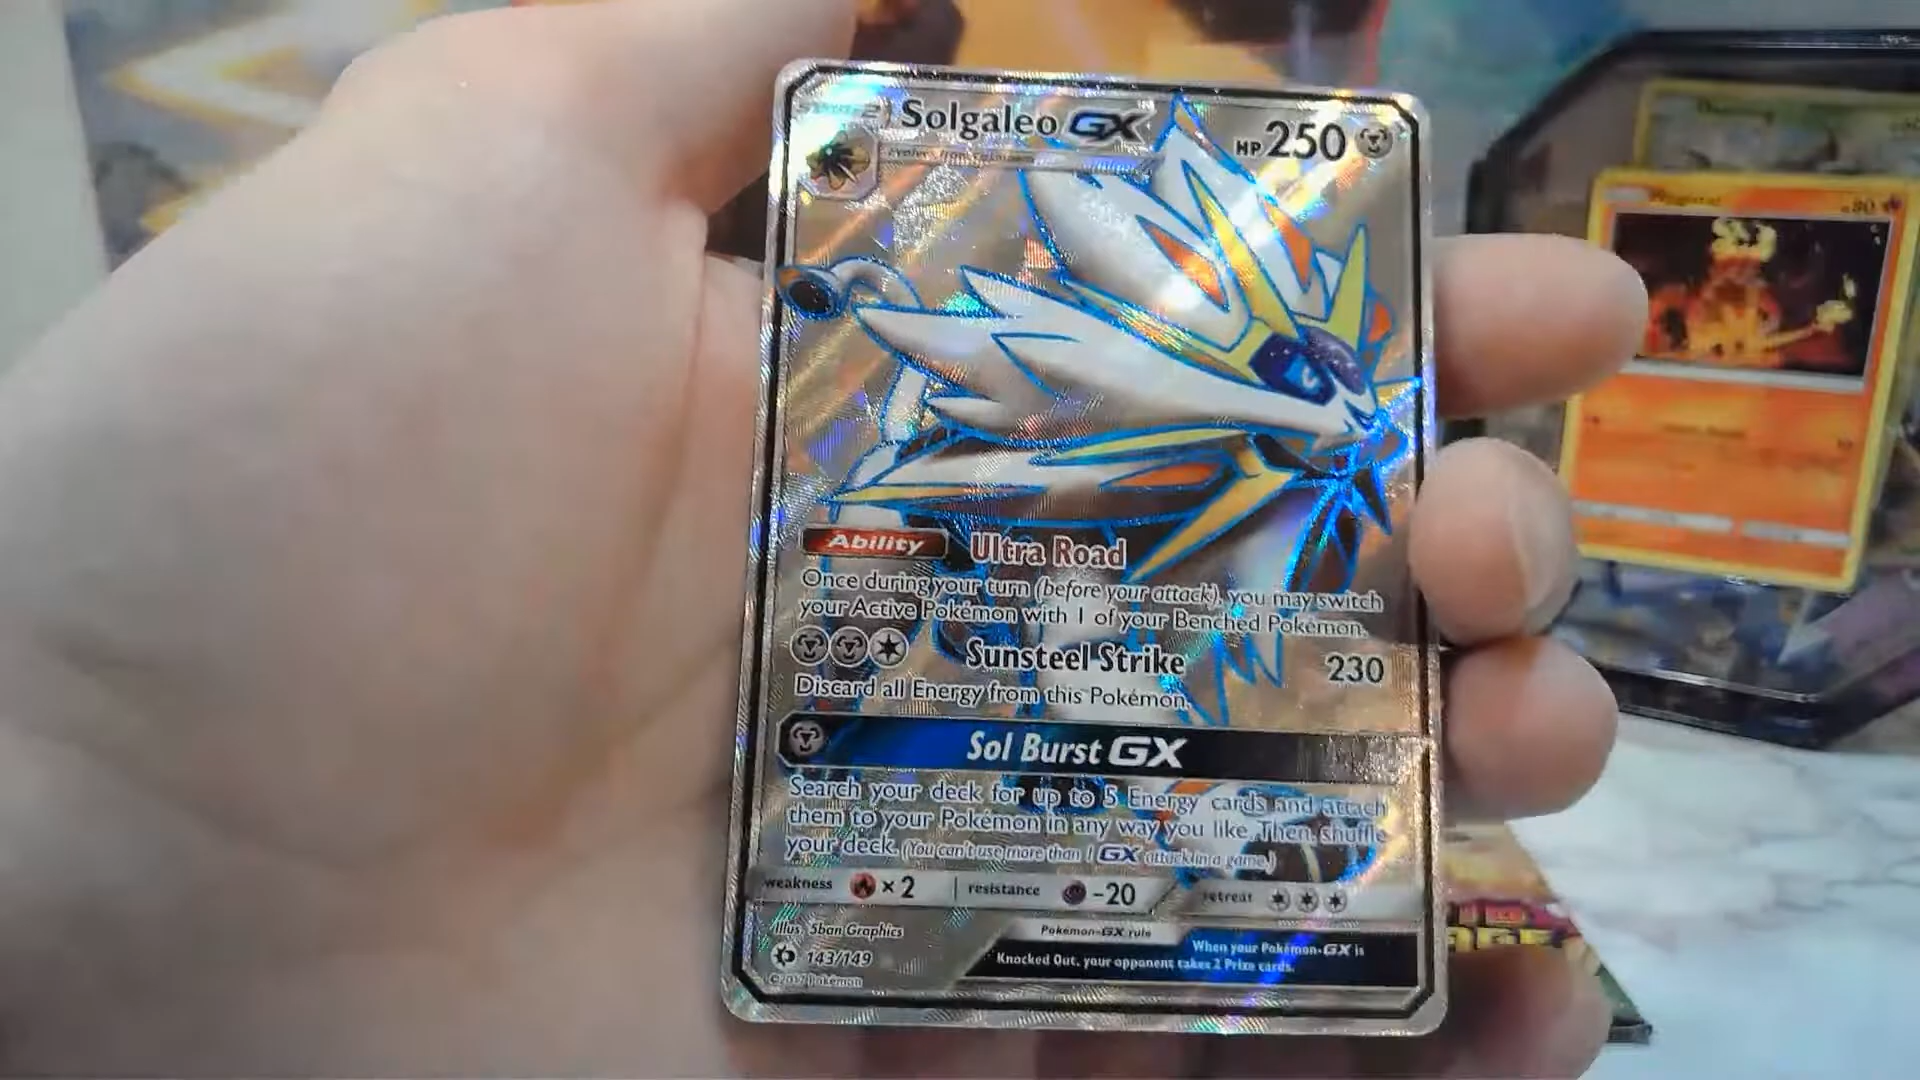 Solgaleo GX HP 250
Ability Ultra Road
Once during your turn (before your attack), you may switch
your Active Pokémon with 1 of your Benched Pokémon.
Sunsteel Strike 230
Discard all Energy from this Pokémon.
Sol Burst GX
Search your deck for up to 5 Energy cards and attach
them to your Pokémon in any way you like. Then, shuffle
your deck. (You can't use more than 1 GX attack in a game.)
weakness ×2 resistance -20 retreat
Illus. 5ban Graphics
Pokémon-GX rule
When your Pokémon-GX is
Knocked Out, your opponent takes 2 Prize cards.
143/149
©2017 Pokémon